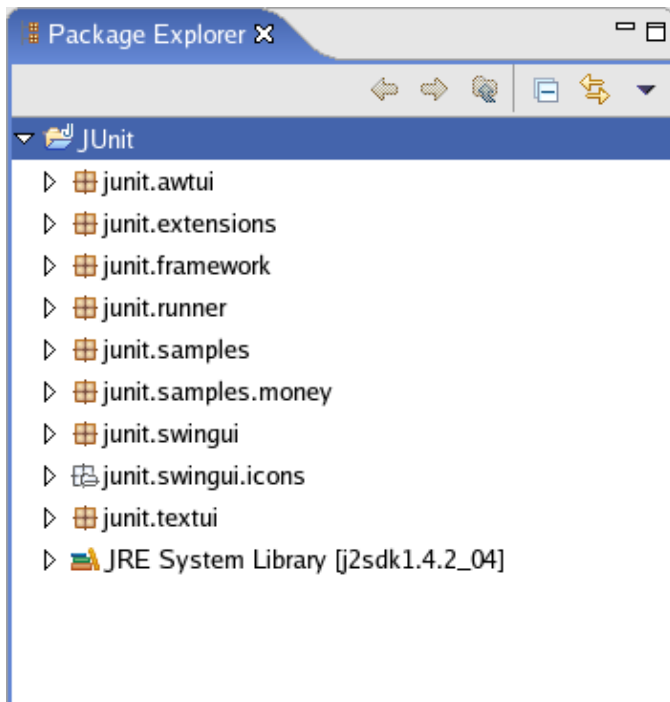 Package Explorer
JUnit
junit.awtui
junit.extensions
junit.framework
junit.runner
junit.samples
junit.samples.money
junit.swingui
junit.swingui.icons
junit.textui
JRE System Library [j2sdk1.4.2_04]